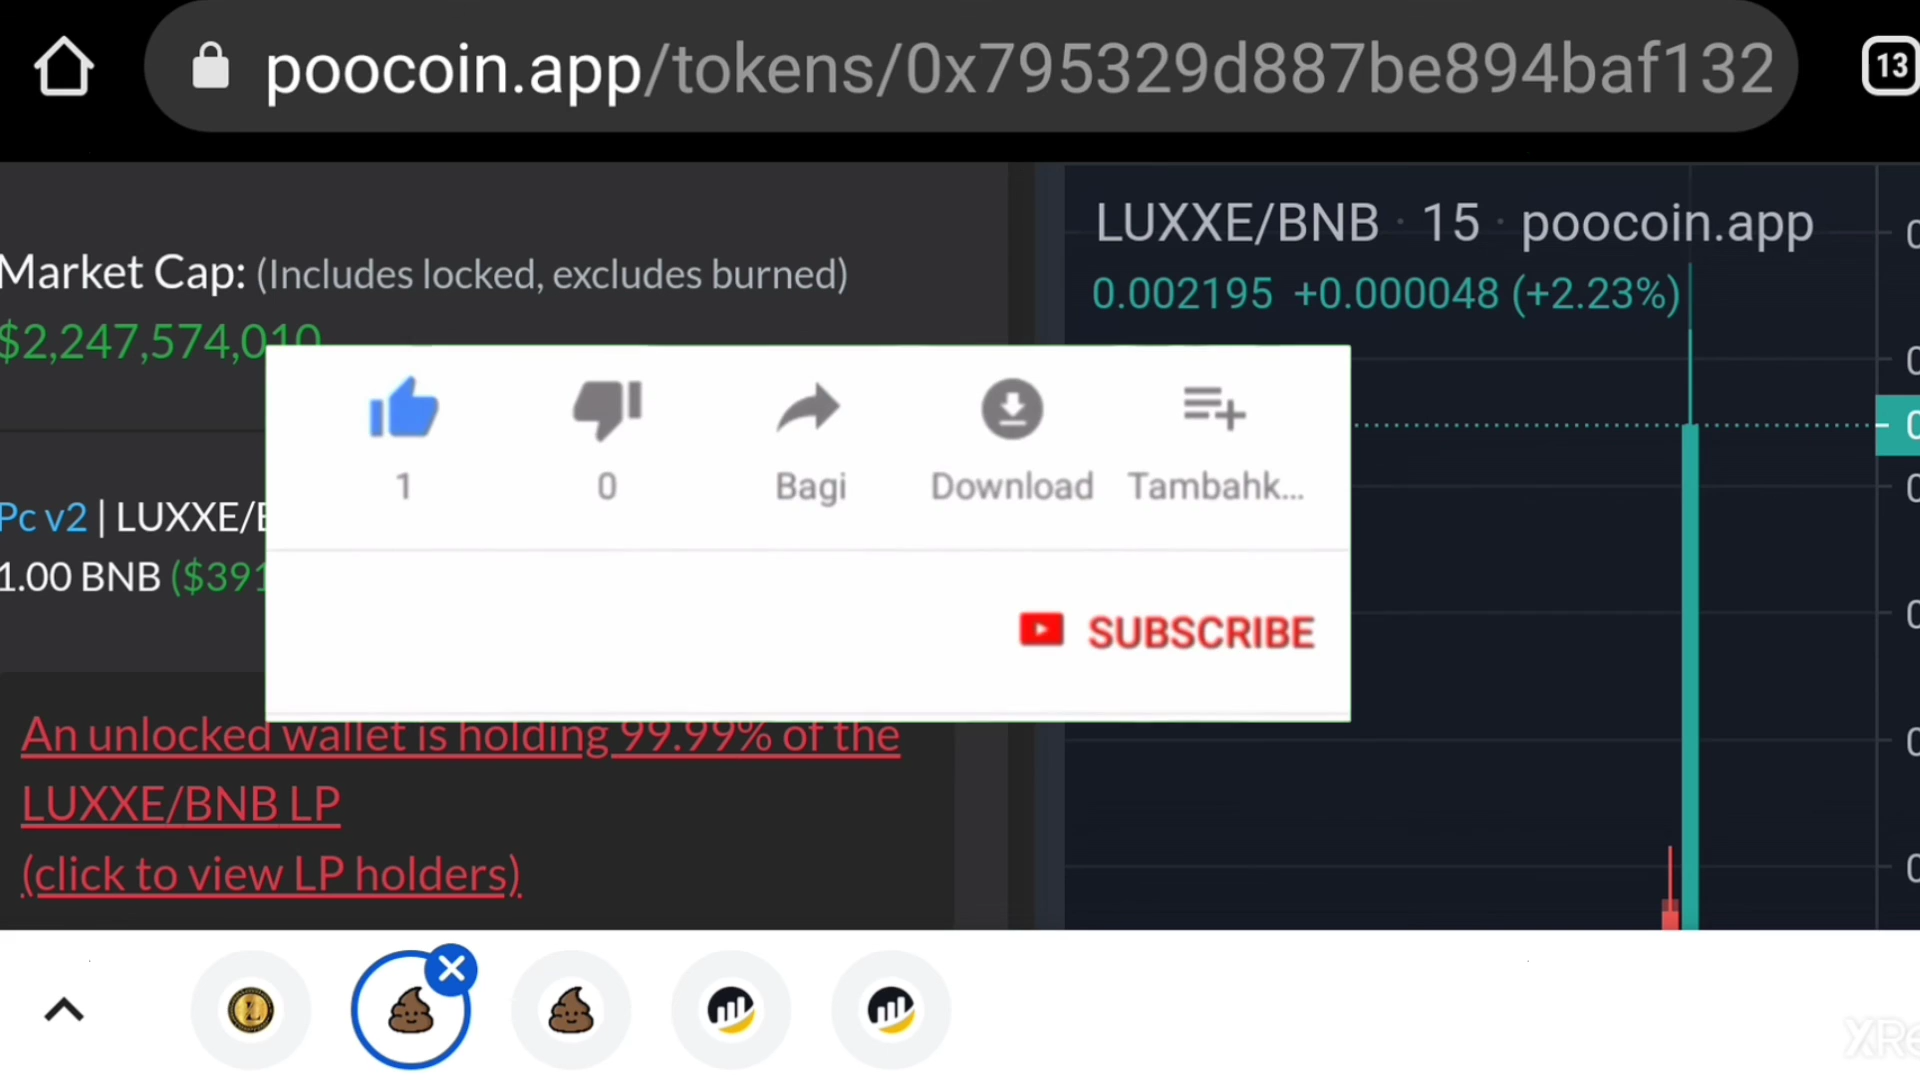 poocoin.app/tokens/0x795329d887be894baf132
13
Market Cap: (Includes locked, excludes burned)
$2,247,574,010
LUXXE/BNB · 15 · poocoin.app
0.002195 +0.000048 (+2.23%)
1
0
Bagi
Download
Tambahk...
Pc v2 | LUXXE/
1.00 BNB ($391
SUBSCRIBE
An unlocked wallet is holding 99.99% of the
LUXXE/BNB LP
(click to view LP holders)